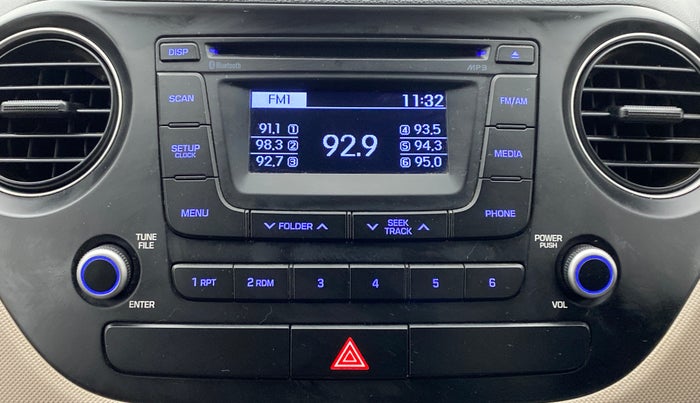 DISP
Bluetooth
MP3
SCAN
SETUP
CLOCK
MENU
FM1 11:32
91.1 1
98.3 2
92.7 3
92.9
4 93.5
5 94.3
6 95.0
FM/AM
MEDIA
PHONE
FOLDER
SEEK
TRACK
TUNE
FILE
ENTER
1 RPT 2 RDM 3 4 5 6
POWER
PUSH
VOL